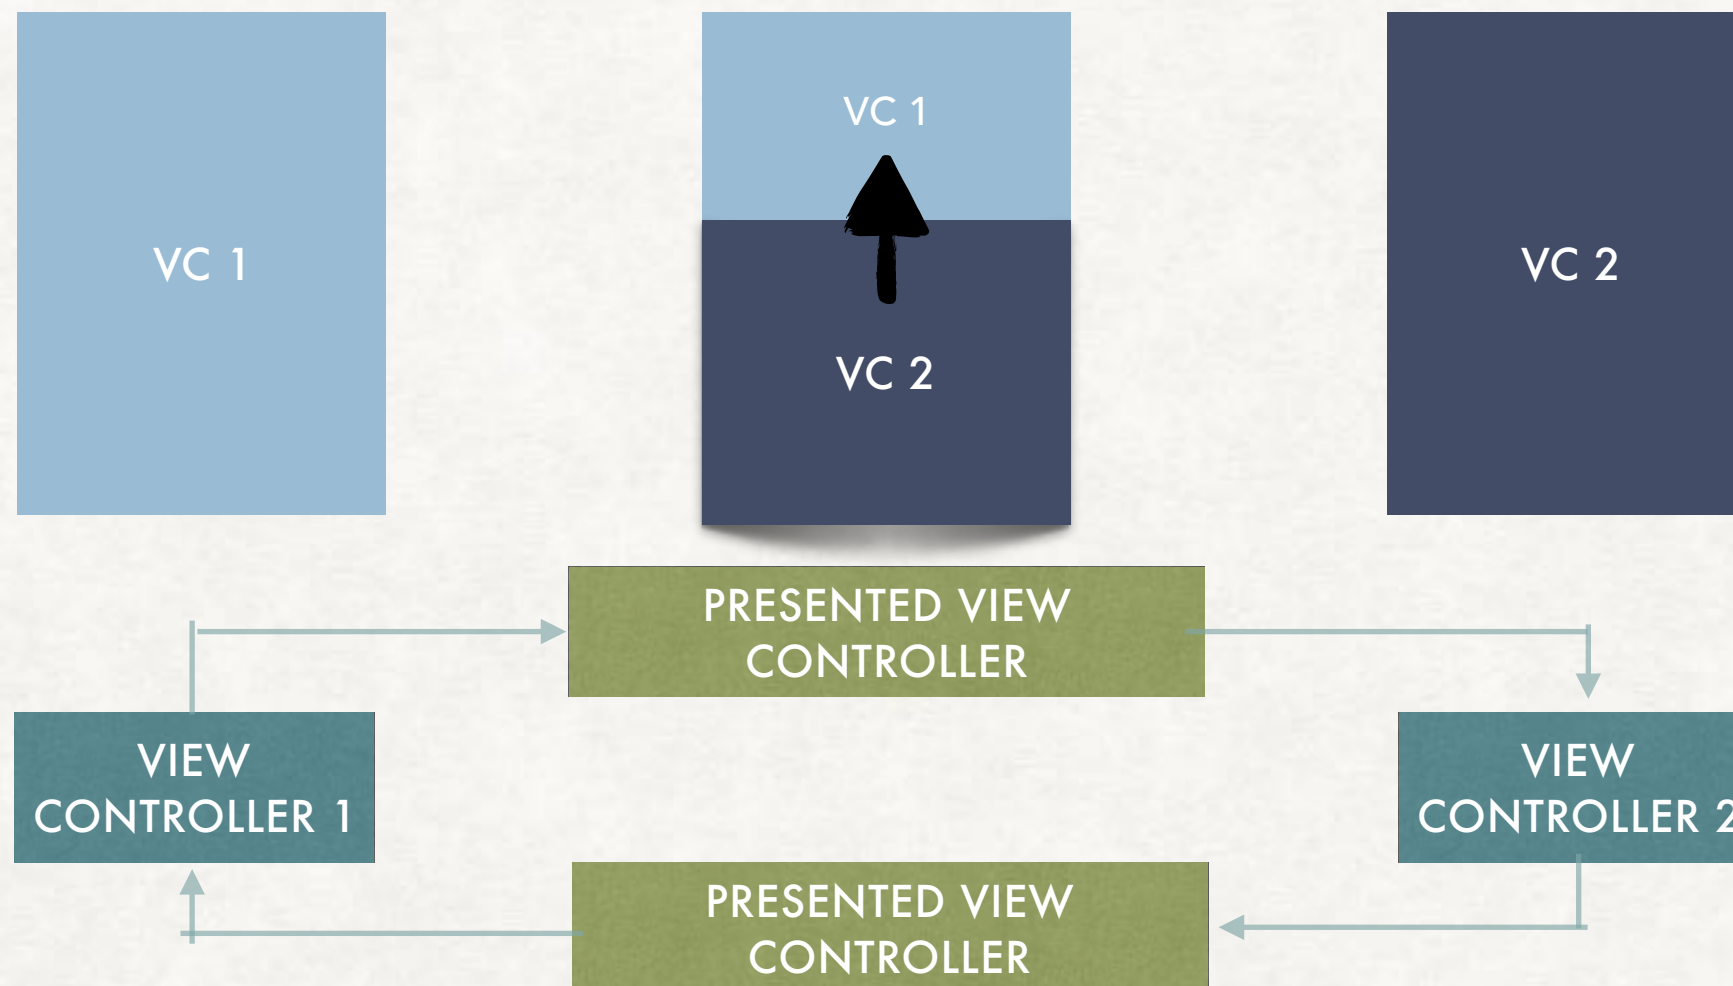 VC 1
VC 1
VC 2
VC 2
PRESENTED VIEW
CONTROLLER
VIEW
CONTROLLER 1
VIEW
CONTROLLER 2
PRESENTED VIEW
CONTROLLER